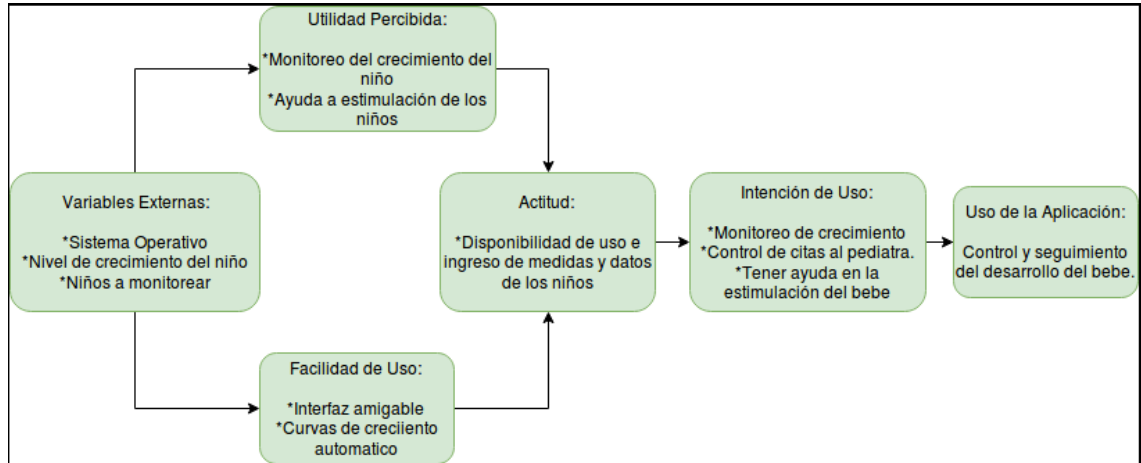 Utilidad Percibida:
*Monitoreo del crecimiento del
niño
*Ayuda a estimulación de los
niños
Variables Externas:
*Sistema Operativo
*Nivel de crecimiento del niño
*Niños a monitorear
Actitud:
*Disponibilidad de uso e
ingreso de medidas y datos
de los niños
Intención de Uso:
*Monitoreo de crecimiento
*Control de citas al pediatra.
*Tener ayuda en la
estimulación del bebe
Uso de la Aplicación:
Control y seguimiento
del desarrollo del bebe.
Facilidad de Uso:
*Interfaz amigable
*Curvas de creciiento
automatico